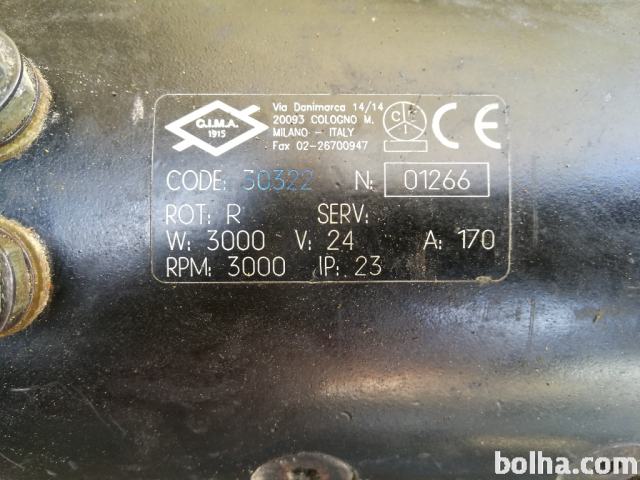 C.I.M.A.
1915
Via Danimarca 14/14
20093 COLOGNO M.
MILANO - ITALY
Fax 02-26700947
CE
CODE: 30322 N: 01266
ROT: R SERV:
W: 3000 V: 24 A: 170
RPM: 3000 IP: 23
bolha.com